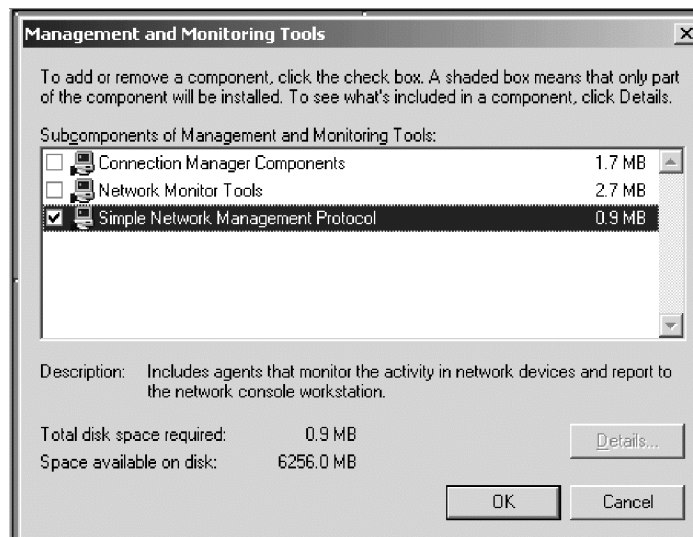 Management and Monitoring Tools
To add or remove a component, click the check box. A shaded box means that only part
of the component will be installed. To see what's included in a component, click Details.
Subcomponents of Management and Monitoring Tools:
Connection Manager Components 1.7 MB
Network Monitor Tools 2.7 MB
Simple Network Management Protocol 0.9 MB
Description: Includes agents that monitor the activity in network devices and report to
the network console workstation.
Total disk space required: 0.9 MB
Space available on disk: 6256.0 MB
Details...
OK Cancel